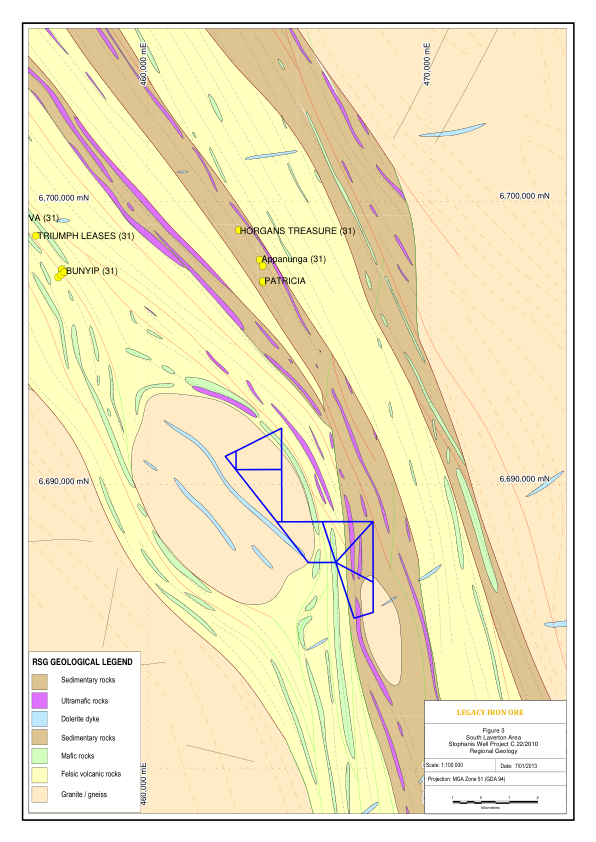 460,000 mE
470,000 mE
6,700,000 mN
6,700,000 mN
VA (31)
TRIUMPH LEASES (31)
HORGANS TREASURE (31)
Appanunga (31)
BUNYIP (31)
PATRICIA
6,690,000 mN
6,690,000 mN
RSG GEOLOGICAL LEGEND
Sedimentary rocks
Ultramafic rocks
Dolerite dyke
Sedimentary rocks
Mafic rocks
Felsic volcanic rocks
Granite / gneiss
460,000 mE
LEGACY IRON ORE
Figure 3
South Laverton Area
Stophanis Well Project C 22/2010
Regional Geology
Scale: 1:100 000
Date: 7/01/2013
Projection: MGA Zone 51 (GDA 94)
1 0 1 2
kilometres